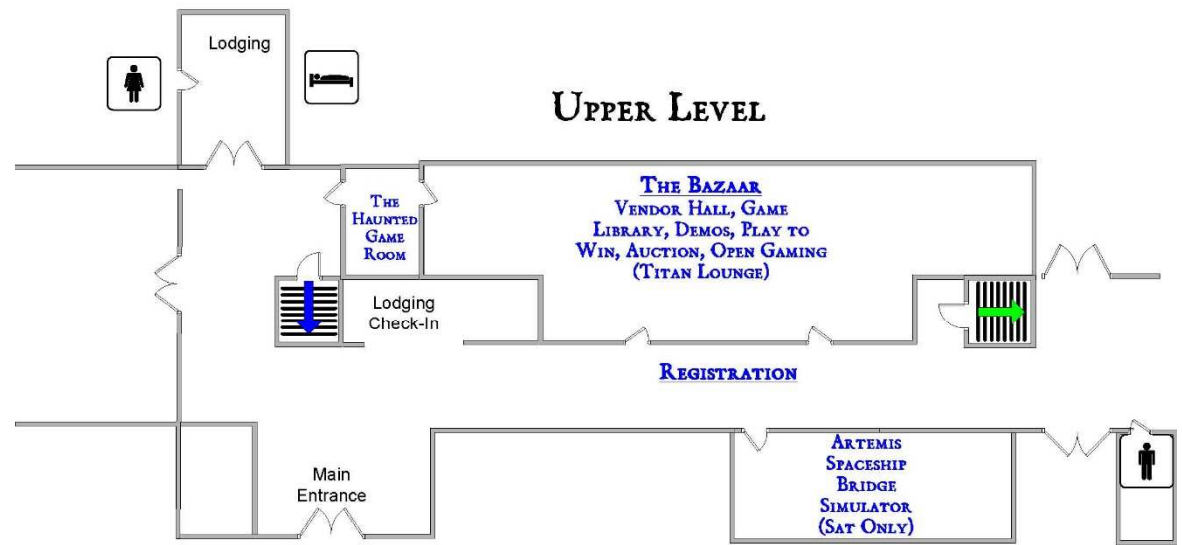 Lodging
UPPER LEVEL
THE BAZAAR
VENDOR HALL, GAME
LIBRARY, DEMOS, PLAY TO
WIN, AUCTION, OPEN GAMING
(TITAN LOUNGE)
THE
HAUNTED
GAME
ROOM
Lodging
Check-In
REGISTRATION
ARTEMIS
SPACESHIP
BRIDGE
SIMULATOR
(SAT ONLY)
Main
Entrance